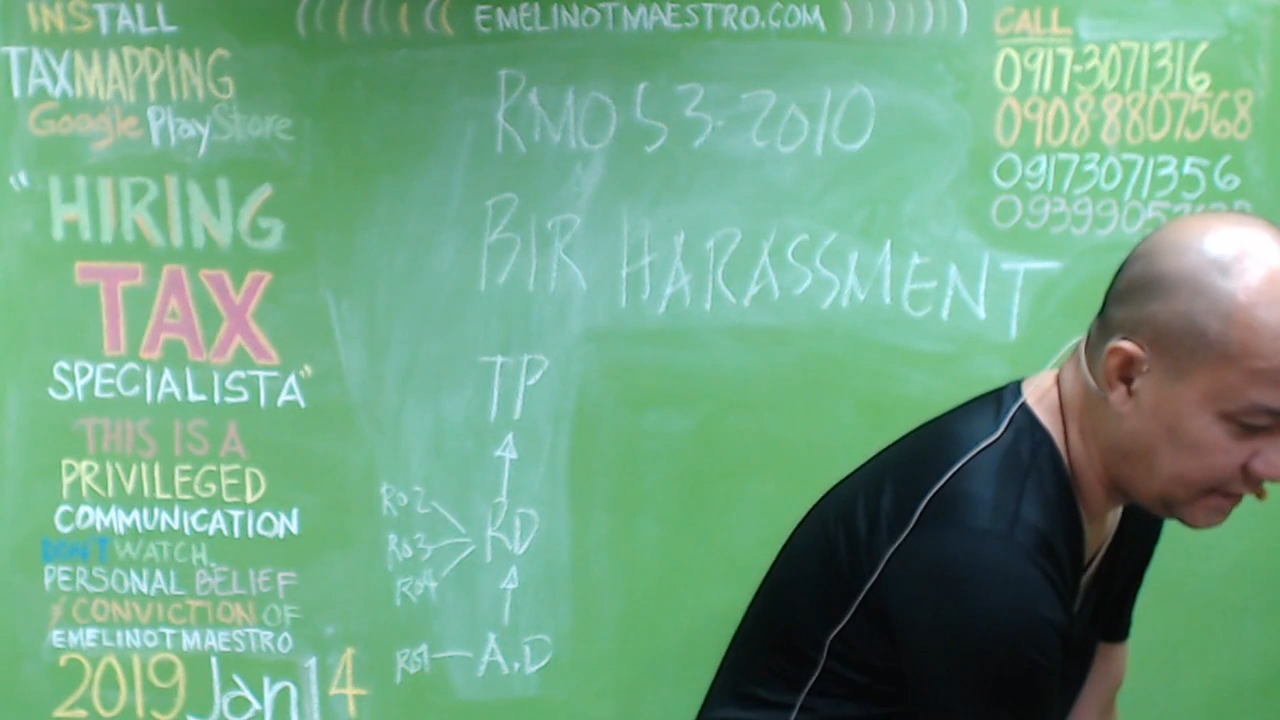 INSTALL
TAXMAPPING
Google PlayStore
"HIRING
TAX
SPECIALISTA"
THIS IS A
PRIVILEGED
COMMUNICATION
DON'T WATCH.
PERSONAL BELIEF
& CONVICTION OF
EMELINOTMAESTRO
2019 Jan 14
((((((( EMELINOTMAESTRO.COM )))))))
RMO 53-2010
BIR HARASSMENT
TP
RO2
RO3
RO4
RD
RO1 A.D
CALL
0917-3071316
0908-8807568
09173071356